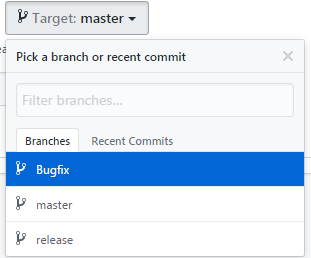 Target: master
Pick a branch or recent commit
Filter branches...
Branches Recent Commits
Bugfix
master
release